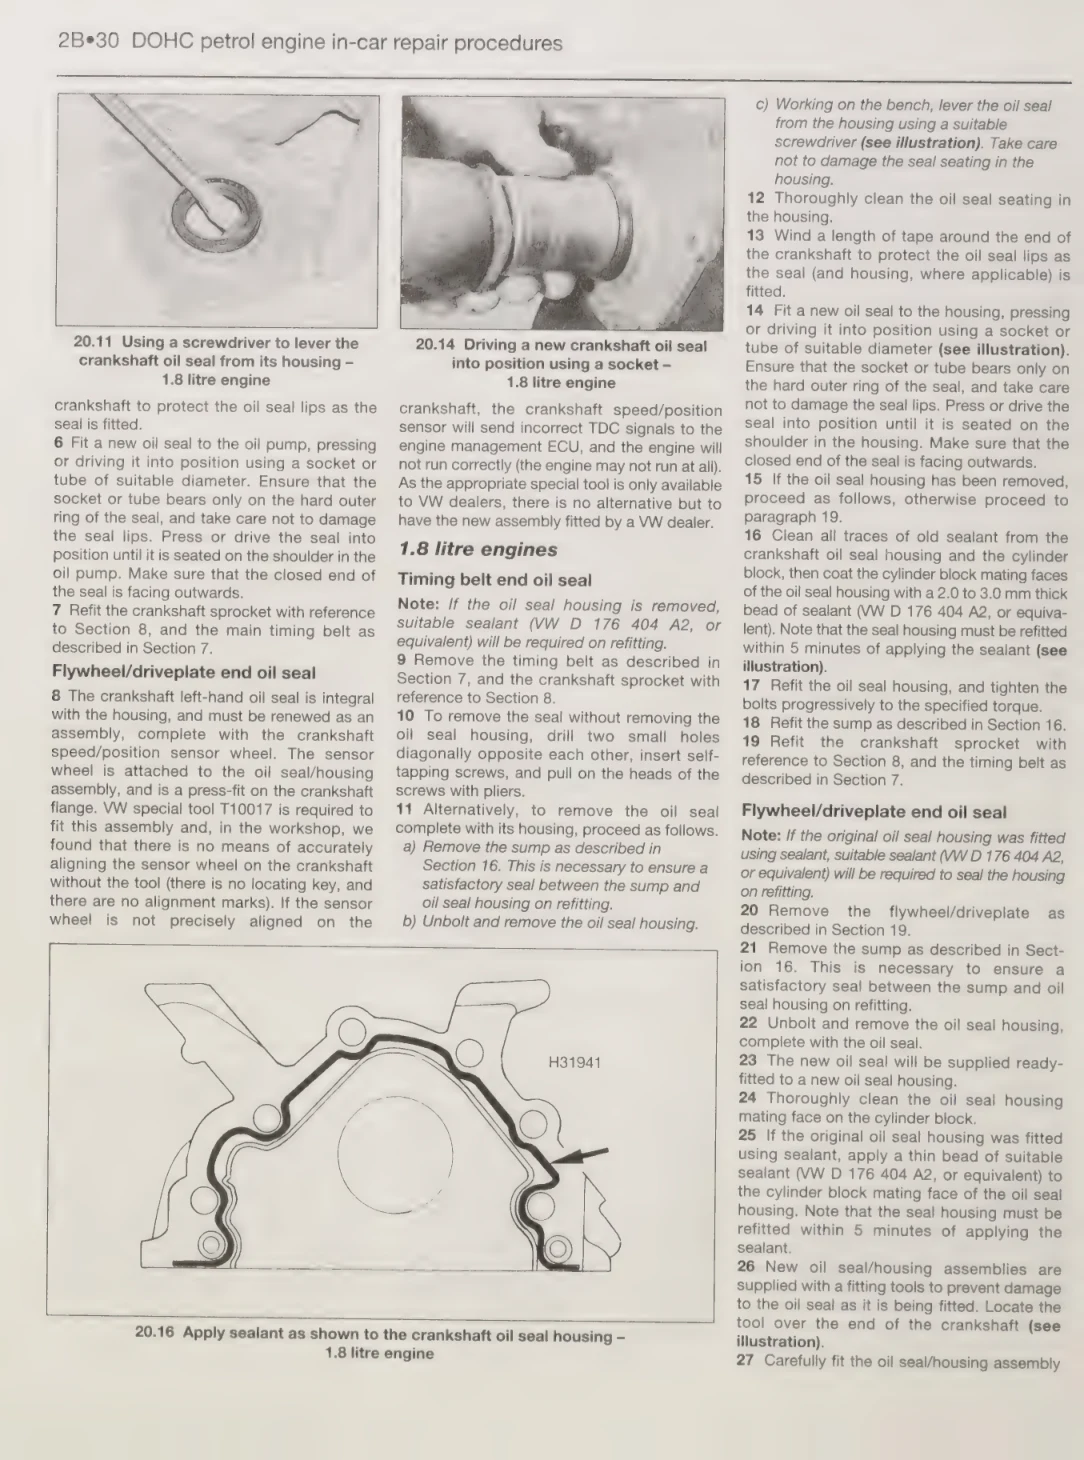 2B•30 DOHC petrol engine in-car repair procedures
20.11 Using a screwdriver to lever the
crankshaft oil seal from its housing –
1.8 litre engine
crankshaft to protect the oil seal lips as the
seal is fitted.
6 Fit a new oil seal to the oil pump, pressing
or driving it into position using a socket or
tube of suitable diameter. Ensure that the
socket or tube bears only on the hard outer
ring of the seal, and take care not to damage
the seal lips. Press or drive the seal into
position until it is seated on the shoulder in the
oil pump. Make sure that the closed end of
the seal is facing outwards.
7 Refit the crankshaft sprocket with reference
to Section 8, and the main timing belt as
described in Section 7.
Flywheel/driveplate end oil seal
8 The crankshaft left-hand oil seal is integral
with the housing, and must be renewed as an
assembly, complete with the crankshaft
speed/position sensor wheel. The sensor
wheel is attached to the oil seal/housing
assembly, and is a press-fit on the crankshaft
flange. VW special tool T10017 is required to
fit this assembly and, in the workshop, we
found that there is no means of accurately
aligning the sensor wheel on the crankshaft
without the tool (there is no locating key, and
there are no alignment marks). If the sensor
wheel is not precisely aligned on the
20.14 Driving a new crankshaft oil seal
into position using a socket –
1.8 litre engine
crankshaft, the crankshaft speed/position
sensor will send incorrect TDC signals to the
engine management ECU, and the engine will
not run correctly (the engine may not run at all).
As the appropriate special tool is only available
to VW dealers, there is no alternative but to
have the new assembly fitted by a VW dealer.
1.8 litre engines
Timing belt end oil seal
Note: If the oil seal housing is removed,
suitable sealant (VW D 176 404 A2, or
equivalent) will be required on refitting.
9 Remove the timing belt as described in
Section 7, and the crankshaft sprocket with
reference to Section 8.
10 To remove the seal without removing the
oil seal housing, drill two small holes
diagonally opposite each other, insert self-
tapping screws, and pull on the heads of the
screws with pliers.
11 Alternatively, to remove the oil seal
complete with its housing, proceed as follows.
a) Remove the sump as described in
Section 16. This is necessary to ensure a
satisfactory seal between the sump and
oil seal housing on refitting.
b) Unbolt and remove the oil seal housing.
H31941
20.16 Apply sealant as shown to the crankshaft oil seal housing –
1.8 litre engine
c) Working on the bench, lever the oil seal
from the housing using a suitable
screwdriver (see illustration). Take care
not to damage the seal seating in the
housing.
12 Thoroughly clean the oil seal seating in
the housing.
13 Wind a length of tape around the end of
the crankshaft to protect the oil seal lips as
the seal (and housing, where applicable) is
fitted.
14 Fit a new oil seal to the housing, pressing
or driving it into position using a socket or
tube of suitable diameter (see illustration).
Ensure that the socket or tube bears only on
the hard outer ring of the seal, and take care
not to damage the seal lips. Press or drive the
seal into position until it is seated on the
shoulder in the housing. Make sure that the
closed end of the seal is facing outwards.
15 If the oil seal housing has been removed,
proceed as follows, otherwise proceed to
paragraph 19.
16 Clean all traces of old sealant from the
crankshaft oil seal housing and the cylinder
block, then coat the cylinder block mating faces
of the oil seal housing with a 2.0 to 3.0 mm thick
bead of sealant (VW D 176 404 A2, or equiva-
lent). Note that the seal housing must be refitted
within 5 minutes of applying the sealant (see
illustration).
17 Refit the oil seal housing, and tighten the
bolts progressively to the specified torque.
18 Refit the sump as described in Section 16.
19 Refit the crankshaft sprocket with
reference to Section 8, and the timing belt as
described in Section 7.
Flywheel/driveplate end oil seal
Note: If the original oil seal housing was fitted
using sealant, suitable sealant (VW D 176 404 A2,
or equivalent) will be required to seal the housing
on refitting.
20 Remove the flywheel/driveplate as
described in Section 19.
21 Remove the sump as described in Sect-
ion 16. This is necessary to ensure a
satisfactory seal between the sump and oil
seal housing on refitting.
22 Unbolt and remove the oil seal housing,
complete with the oil seal.
23 The new oil seal will be supplied ready-
fitted to a new oil seal housing.
24 Thoroughly clean the oil seal housing
mating face on the cylinder block.
25 If the original oil seal housing was fitted
using sealant, apply a thin bead of suitable
sealant (VW D 176 404 A2, or equivalent) to
the cylinder block mating face of the oil seal
housing. Note that the seal housing must be
refitted within 5 minutes of applying the
sealant.
26 New oil seal/housing assemblies are
supplied with a fitting tools to prevent damage
to the oil seal as it is being fitted. Locate the
tool over the end of the crankshaft (see
illustration).
27 Carefully fit the oil seal/housing assembly